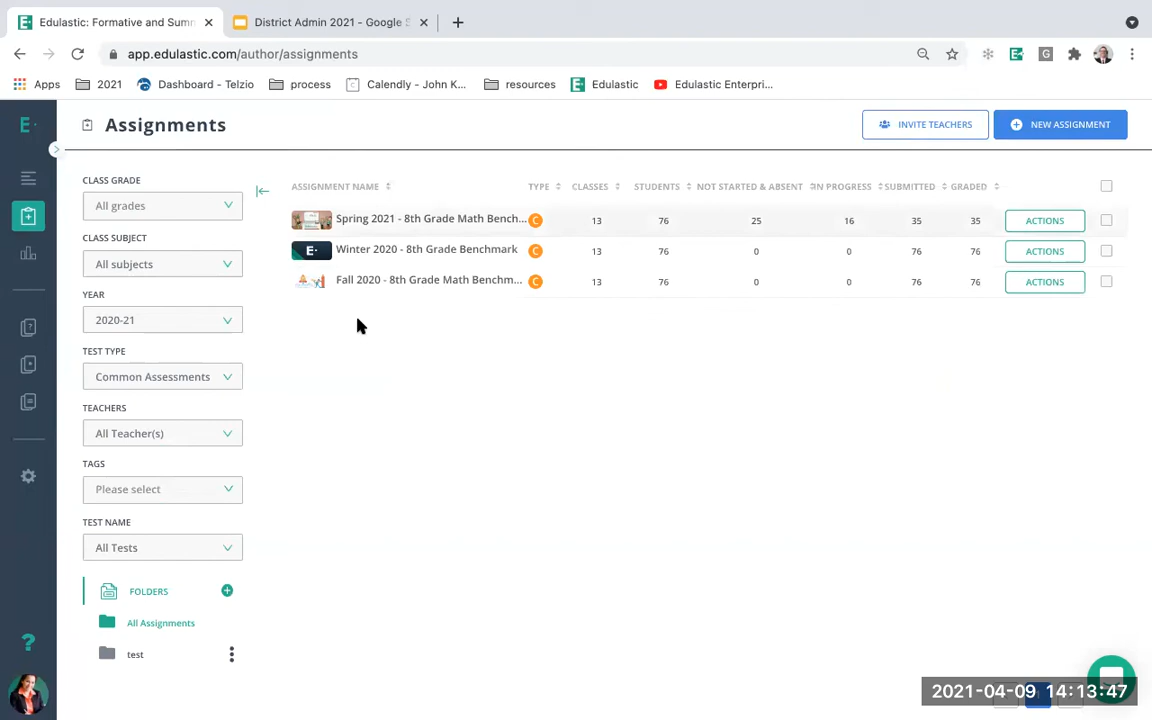 Edulastic: Formative and Summ
District Admin 2021 - Google S
app.edulastic.com/author/assignments
Apps 2021 Dashboard - Telzio process Calendly - John K... resources Edulastic Edulastic Enterpri...
Assignments
INVITE TEACHERS
NEW ASSIGNMENT
CLASS GRADE
All grades
CLASS SUBJECT
All subjects
YEAR
2020-21
TEST TYPE
Common Assessments
TEACHERS
All Teacher(s)
TAGS
Please select
TEST NAME
All Tests
FOLDERS
All Assignments
test
ASSIGNMENT NAME TYPE CLASSES STUDENTS NOT STARTED & ABSENT IN PROGRESS SUBMITTED GRADED
Spring 2021 - 8th Grade Math Bench... C 13 76 25 16 35 35 ACTIONS
Winter 2020 - 8th Grade Benchmark C 13 76 0 0 76 76 ACTIONS
Fall 2020 - 8th Grade Math Benchm... C 13 76 0 0 76 76 ACTIONS
2021-04-09 14:13:47